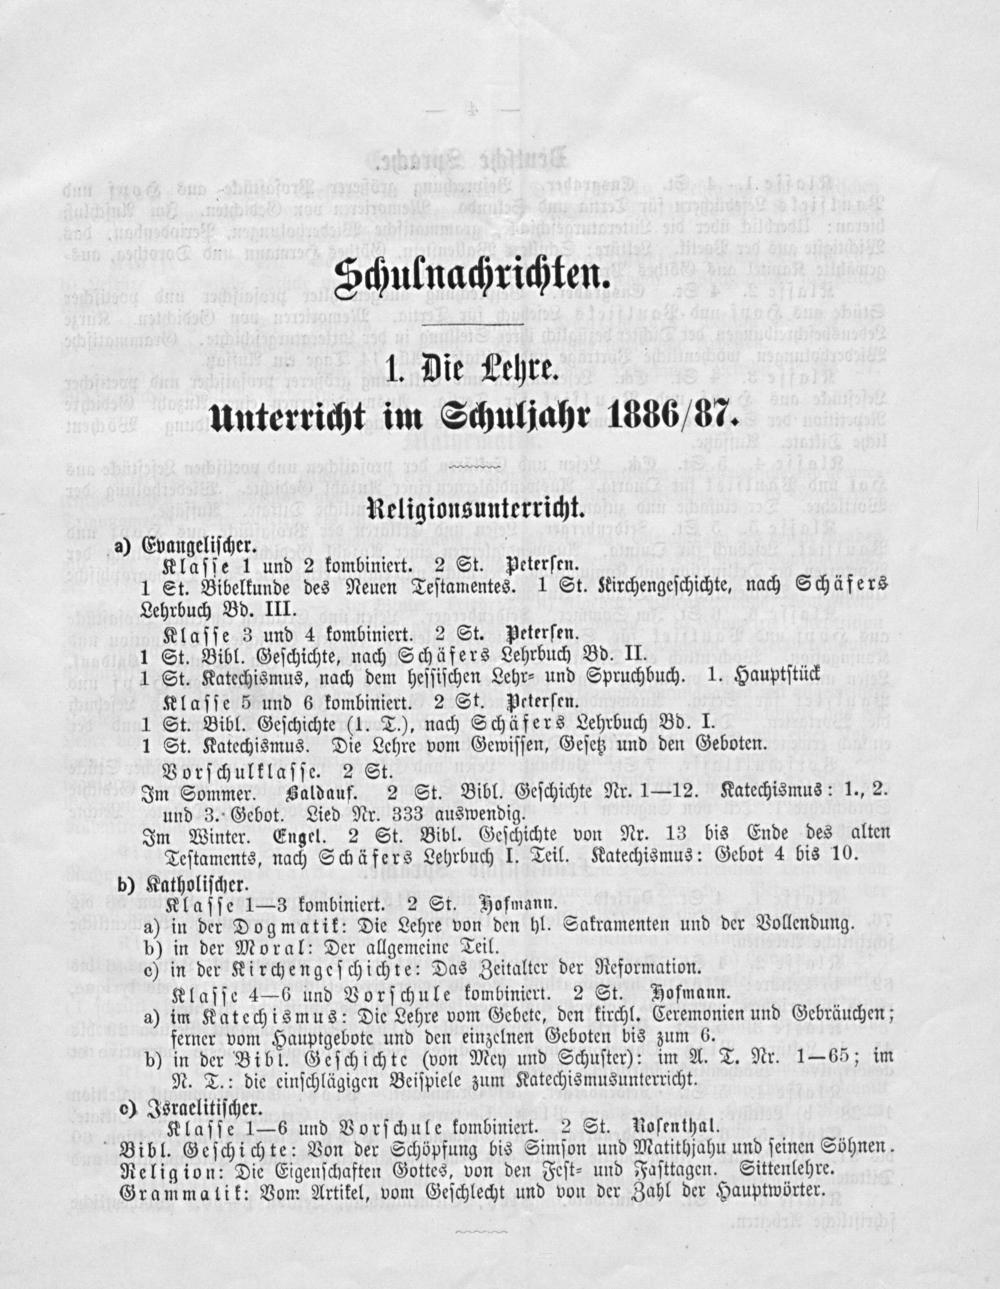 Schulnachrichten.
1. Die Lehre.
Unterricht im Schuljahr 1886/87.
Religionsunterricht.
a) Evangelischer.
Klasse 1 und 2 kombiniert. 2 St. Petersen.
1 St. Bibelkunde des Neuen Testamentes. 1 St. Kirchengeschichte, nach Schäfers
Lehrbuch Bd. III.
Klasse 3 und 4 kombiniert. 2 St. Petersen.
1 St. Bibl. Geschichte, nach Schäfers Lehrbuch Bd. II.
1 St. Katechismus, nach dem hessischen Lehr- und Spruchbuch. 1. Hauptstück
Klasse 5 und 6 kombiniert. 2 St. Petersen.
1 St. Bibl. Geschichte (1. T.), nach Schäfers Lehrbuch Bd. I.
1 St. Katechismus. Die Lehre vom Gewissen, Gesetz und den Geboten.
Vorschulklasse. 2 St.
Im Sommer. Baldauf. 2 St. Bibl. Geschichte Nr. 1—12. Katechismus: 1., 2.
und 3. Gebot. Lied Nr. 333 auswendig.
Im Winter. Engel. 2 St. Bibl. Geschichte von Nr. 13 bis Ende des alten
Testaments, nach Schäfers Lehrbuch I. Teil. Katechismus: Gebot 4 bis 10.
b) Katholischer.
Klasse 1—3 kombiniert. 2 St. Hofmann.
a) in der Dogmatik: Die Lehre von den hl. Sakramenten und der Vollendung.
b) in der Moral: Der allgemeine Teil.
c) in der Kirchengeschichte: Das Zeitalter der Reformation.
Klasse 4—6 und Vorschule kombiniert. 2 St. Hofmann.
a) im Katechismus: Die Lehre vom Gebete, den kirchl. Ceremonien und Gebräuchen;
ferner vom Hauptgebote und den einzelnen Geboten bis zum 6.
b) in der Bibl. Geschichte (von Mey und Schuster): im A. T. Nr. 1—65; im
N. T.: die einschlägigen Beispiele zum Katechismusunterricht.
c) Israelitischer.
Klasse 1—6 und Vorschule kombiniert. 2 St. Rosenthal.
Bibl. Geschichte: Von der Schöpfung bis Simson und Matithjahu und seinen Söhnen.
Religion: Die Eigenschaften Gottes, von den Fest- und Fasttagen. Sittenlehre.
Grammatik: Vom Artikel, vom Geschlecht und von der Zahl der Hauptwörter.